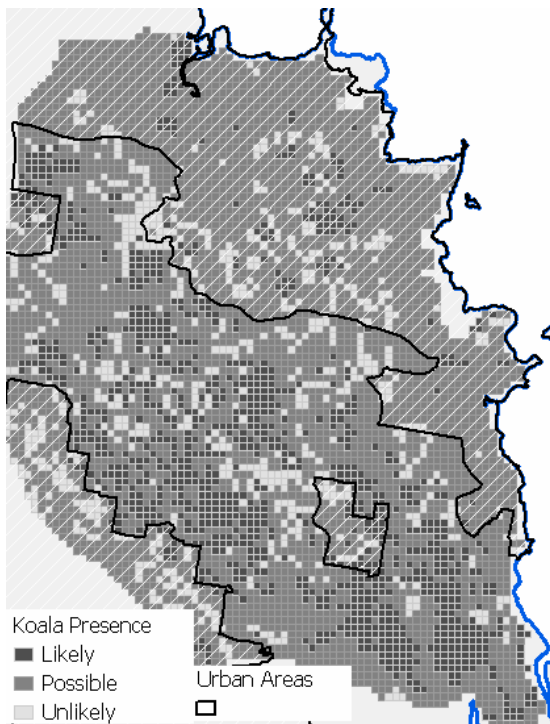 Koala Presence
Likely
Possible
Unlikely
Urban Areas